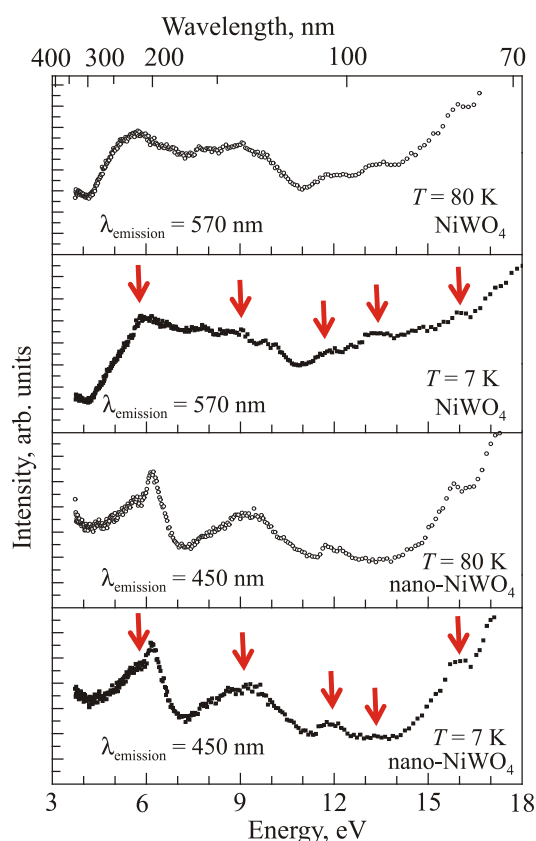 Wavelength, nm
400 300 200 100 70
λemission = 570 nm
T = 80 K
NiWO4
λemission = 570 nm
T = 7 K
NiWO4
Intensity, arb. units
λemission = 450 nm
T = 80 K
nano-NiWO4
λemission = 450 nm
T = 7 K
nano-NiWO4
3 6 9 12 15 18
Energy, eV